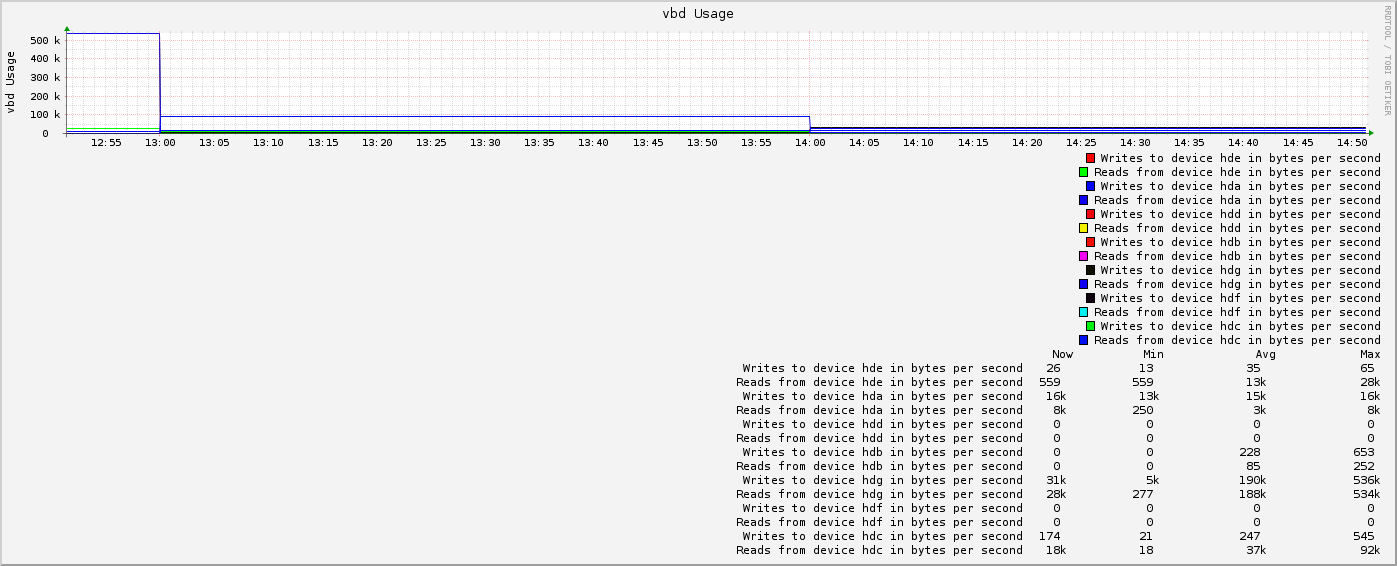 vbd Usage
RRDTOOL / TOBI OETIKER
vbd Usage
500 k
400 k
300 k
200 k
100 k
0
12:55 13:00 13:05 13:10 13:15 13:20 13:25 13:30 13:35 13:40 13:45 13:50 13:55 14:00 14:05 14:10 14:15 14:20 14:25 14:30 14:35 14:40 14:45 14:50
Writes to device hde in bytes per second
Reads from device hde in bytes per second
Writes to device hda in bytes per second
Reads from device hda in bytes per second
Writes to device hdd in bytes per second
Reads from device hdd in bytes per second
Writes to device hdb in bytes per second
Reads from device hdb in bytes per second
Writes to device hdg in bytes per second
Reads from device hdg in bytes per second
Writes to device hdf in bytes per second
Reads from device hdf in bytes per second
Writes to device hdc in bytes per second
Reads from device hdc in bytes per second
Now Min Avg Max
Writes to device hde in bytes per second 26 13 35 65
Reads from device hde in bytes per second 559 559 13k 28k
Writes to device hda in bytes per second 16k 13k 15k 16k
Reads from device hda in bytes per second 8k 250 3k 8k
Writes to device hdd in bytes per second 0 0 0 0
Reads from device hdd in bytes per second 0 0 0 0
Writes to device hdb in bytes per second 0 0 228 653
Reads from device hdb in bytes per second 0 0 85 252
Writes to device hdg in bytes per second 31k 5k 190k 536k
Reads from device hdg in bytes per second 28k 277 188k 534k
Writes to device hdf in bytes per second 0 0 0 0
Reads from device hdf in bytes per second 0 0 0 0
Writes to device hdc in bytes per second 174 21 247 545
Reads from device hdc in bytes per second 18k 18 37k 92k